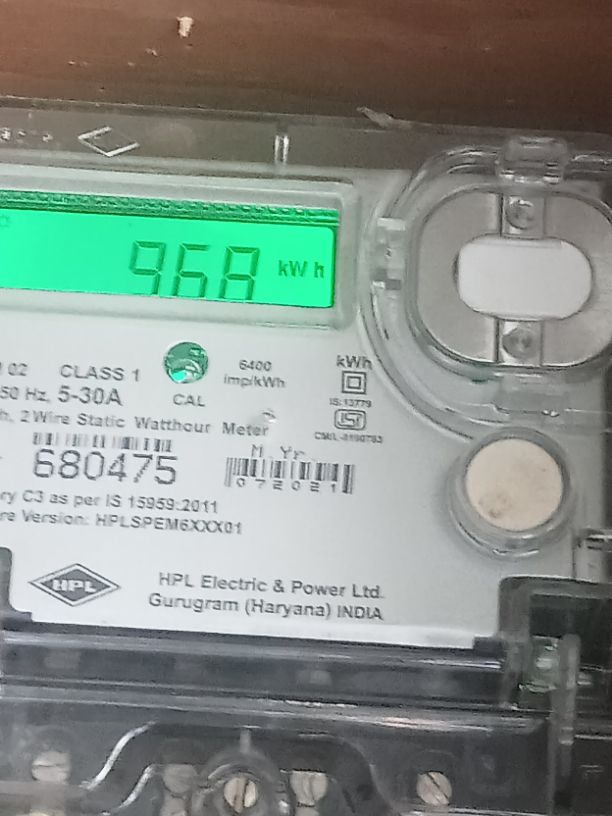 968 kWh
02 CLASS 1
50 Hz, 5-30A
CAL
6400
imp/kWh
kWh
IS:13779
2 Wire Static Watthour Meter
680475
M Yr
072021
C3 as per IS 15959:2011
Version: HPLSPEM6XXX01
HPL
HPL Electric & Power Ltd.
Gurugram (Haryana) INDIA